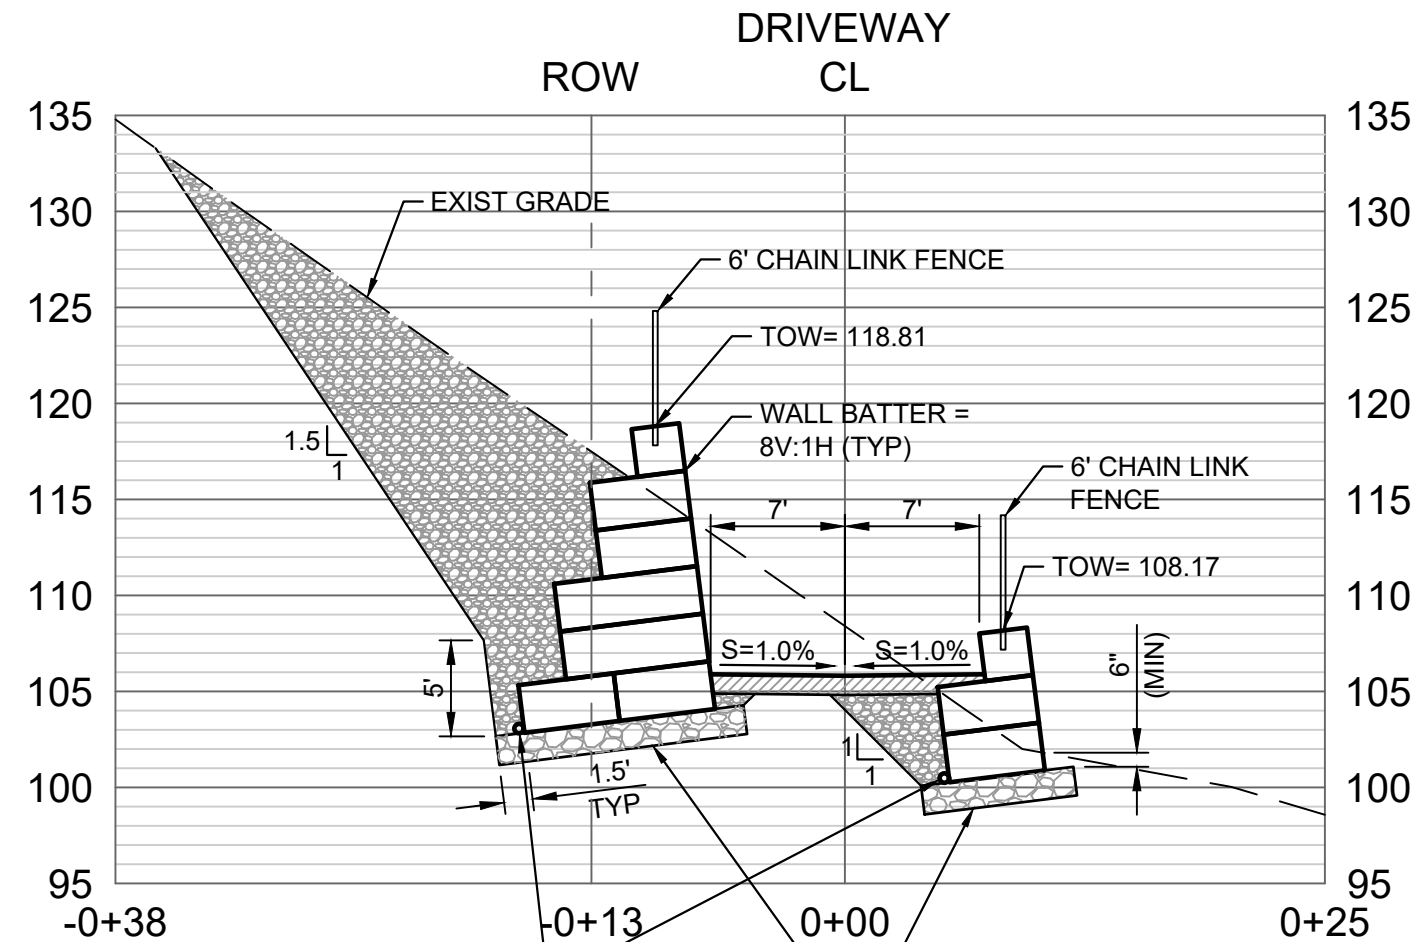 DRIVEWAY
ROW CL
135 135
EXIST GRADE
130 130
6' CHAIN LINK FENCE
125 125
TOW= 118.81
120 120
WALL BATTER =
8V:1H (TYP)
1.5
1
6' CHAIN LINK
FENCE
115 115
7' 7'
TOW= 108.17
110 110
S=1.0% S=1.0%
6"
(MIN)
5'
105 105
1
1
1.5'
TYP
100 100
95 95
-0+38 -0+13 0+00 0+25